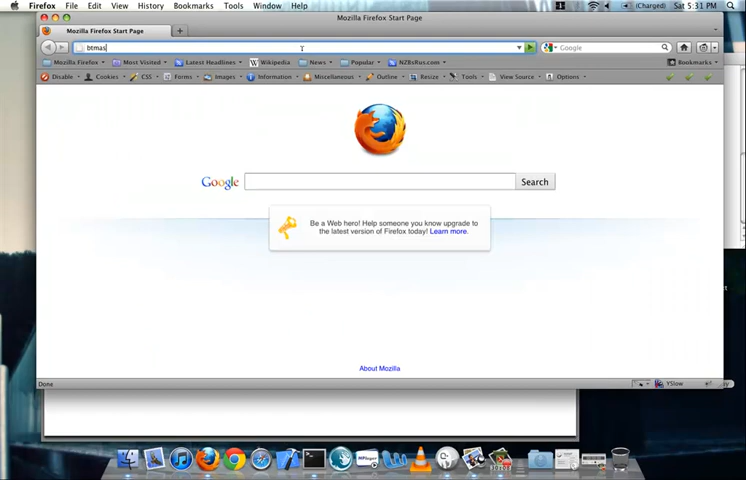 Firefox File Edit View History Bookmarks Tools Window Help (Charged) Sat 5:31 PM
Mozilla Firefox Start Page
Mozilla Firefox Start Page
btmas Google
Mozilla Firefox Most Visited Latest Headlines Wikipedia News Popular NZBsRus.com Bookmarks
Disable Cookies CSS Forms Images Information Miscellaneous Outline Resize Tools View Source Options
Google Search
Be a Web hero! Help someone you know upgrade to
the latest version of Firefox today! Learn more.
About Mozilla
Done YSlow